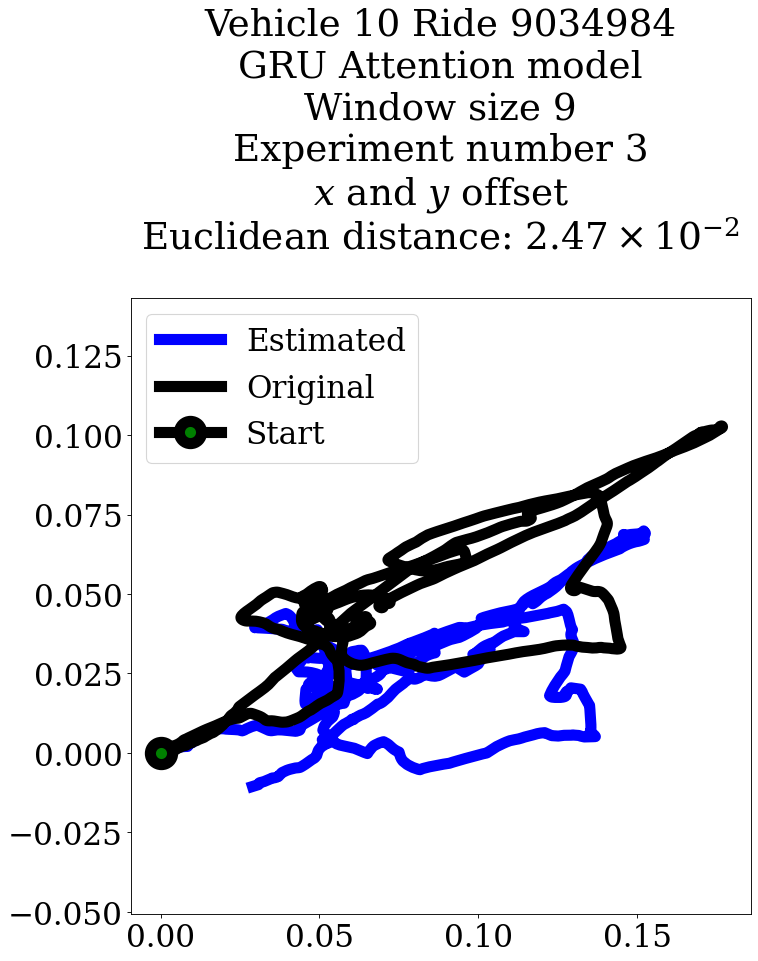 Vehicle 10 Ride 9034984
GRU Attention model
Window size 9
Experiment number 3
x and y offset
Euclidean distance: 2.47 × 10⁻²
Estimated
Original
Start
0.125
0.100
0.075
0.050
0.025
0.000
−0.025
−0.050
0.00 0.05 0.10 0.15